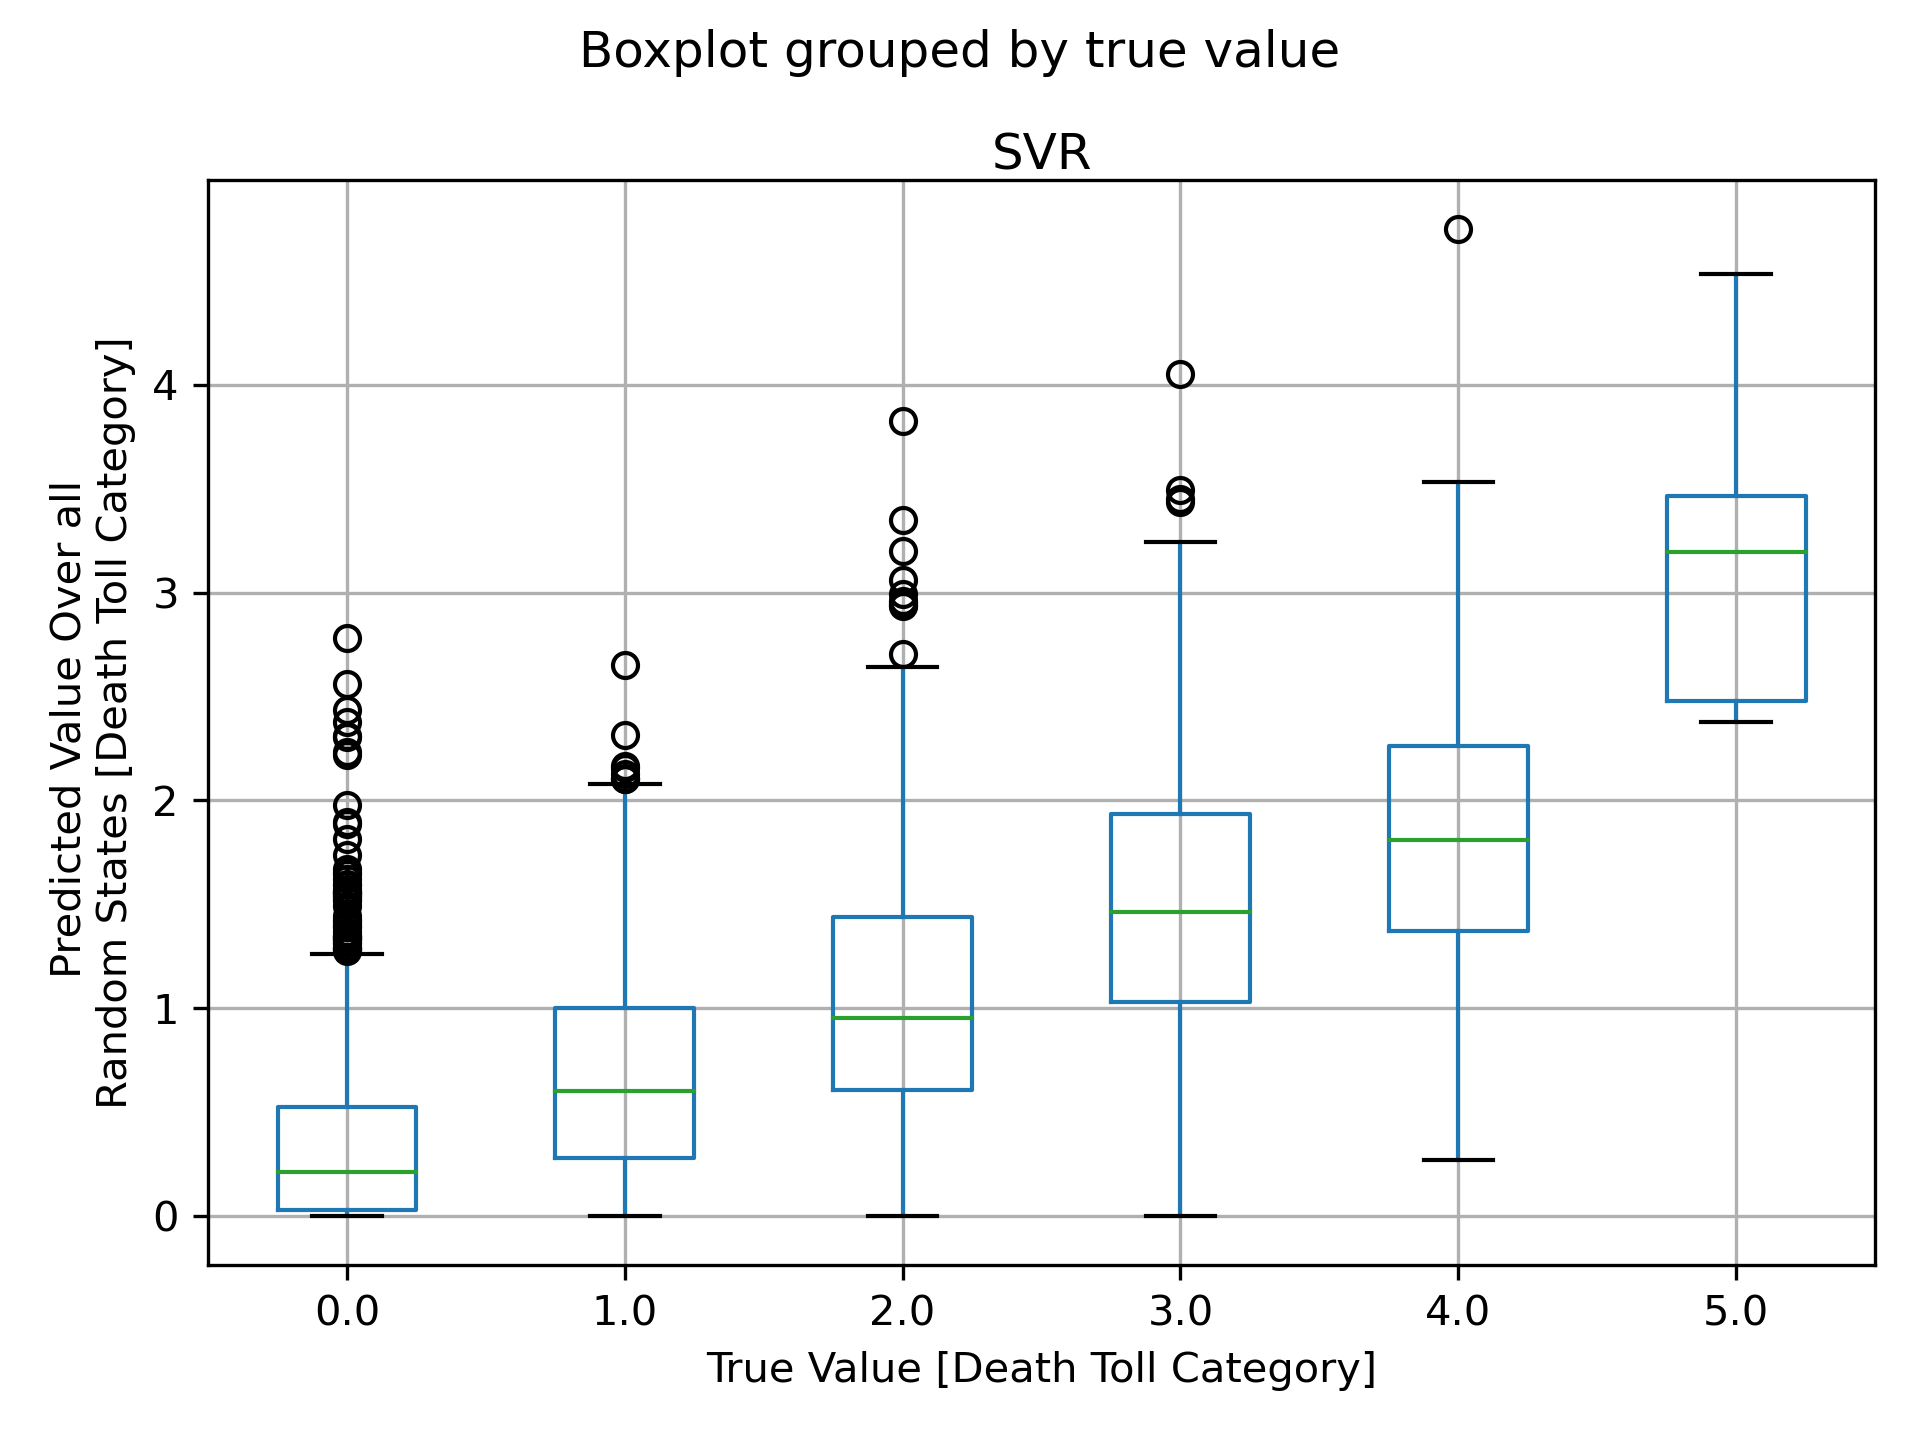 Boxplot grouped by true value
SVR
Predicted Value Over all
Random States [Death Toll Category]
4
3
2
1
0
0.0 1.0 2.0 3.0 4.0 5.0
True Value [Death Toll Category]